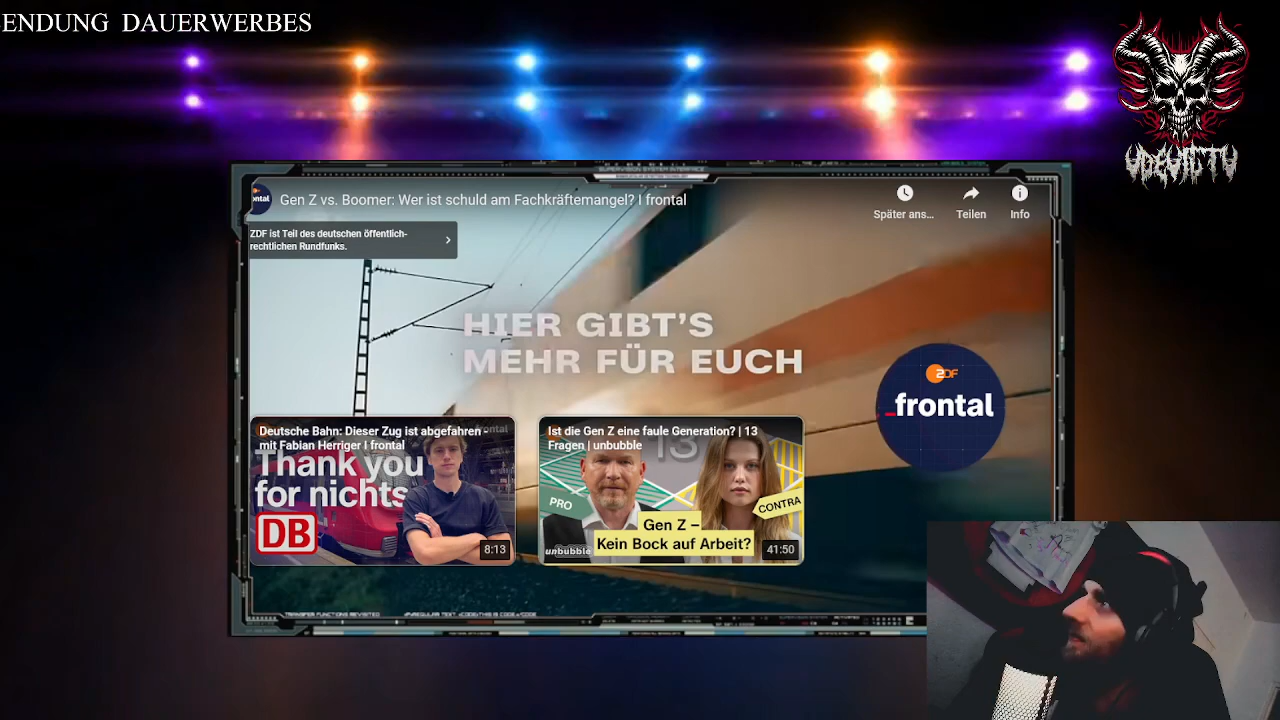 ENDUNG DAUERWERBES
VDEVICTV
Gen Z vs. Boomer: Wer ist schuld am Fachkräftemangel? I frontal
Später ans...
Teilen
Info
ZDF ist Teil des deutschen öffentlich-
rechtlichen Rundfunks.
HIER GIBT'S
MEHR FÜR EUCH
ZDF
frontal
Deutsche Bahn: Dieser Zug ist abgefahren -
mit Fabian Herriger I frontal
Thank you
for nichts
DB
8:13
Ist die Gen Z eine faule Generation? | 13
Fragen | unbubble
13
PRO
CONTRA
Gen Z –
Kein Bock auf Arbeit?
unbubble
41:50